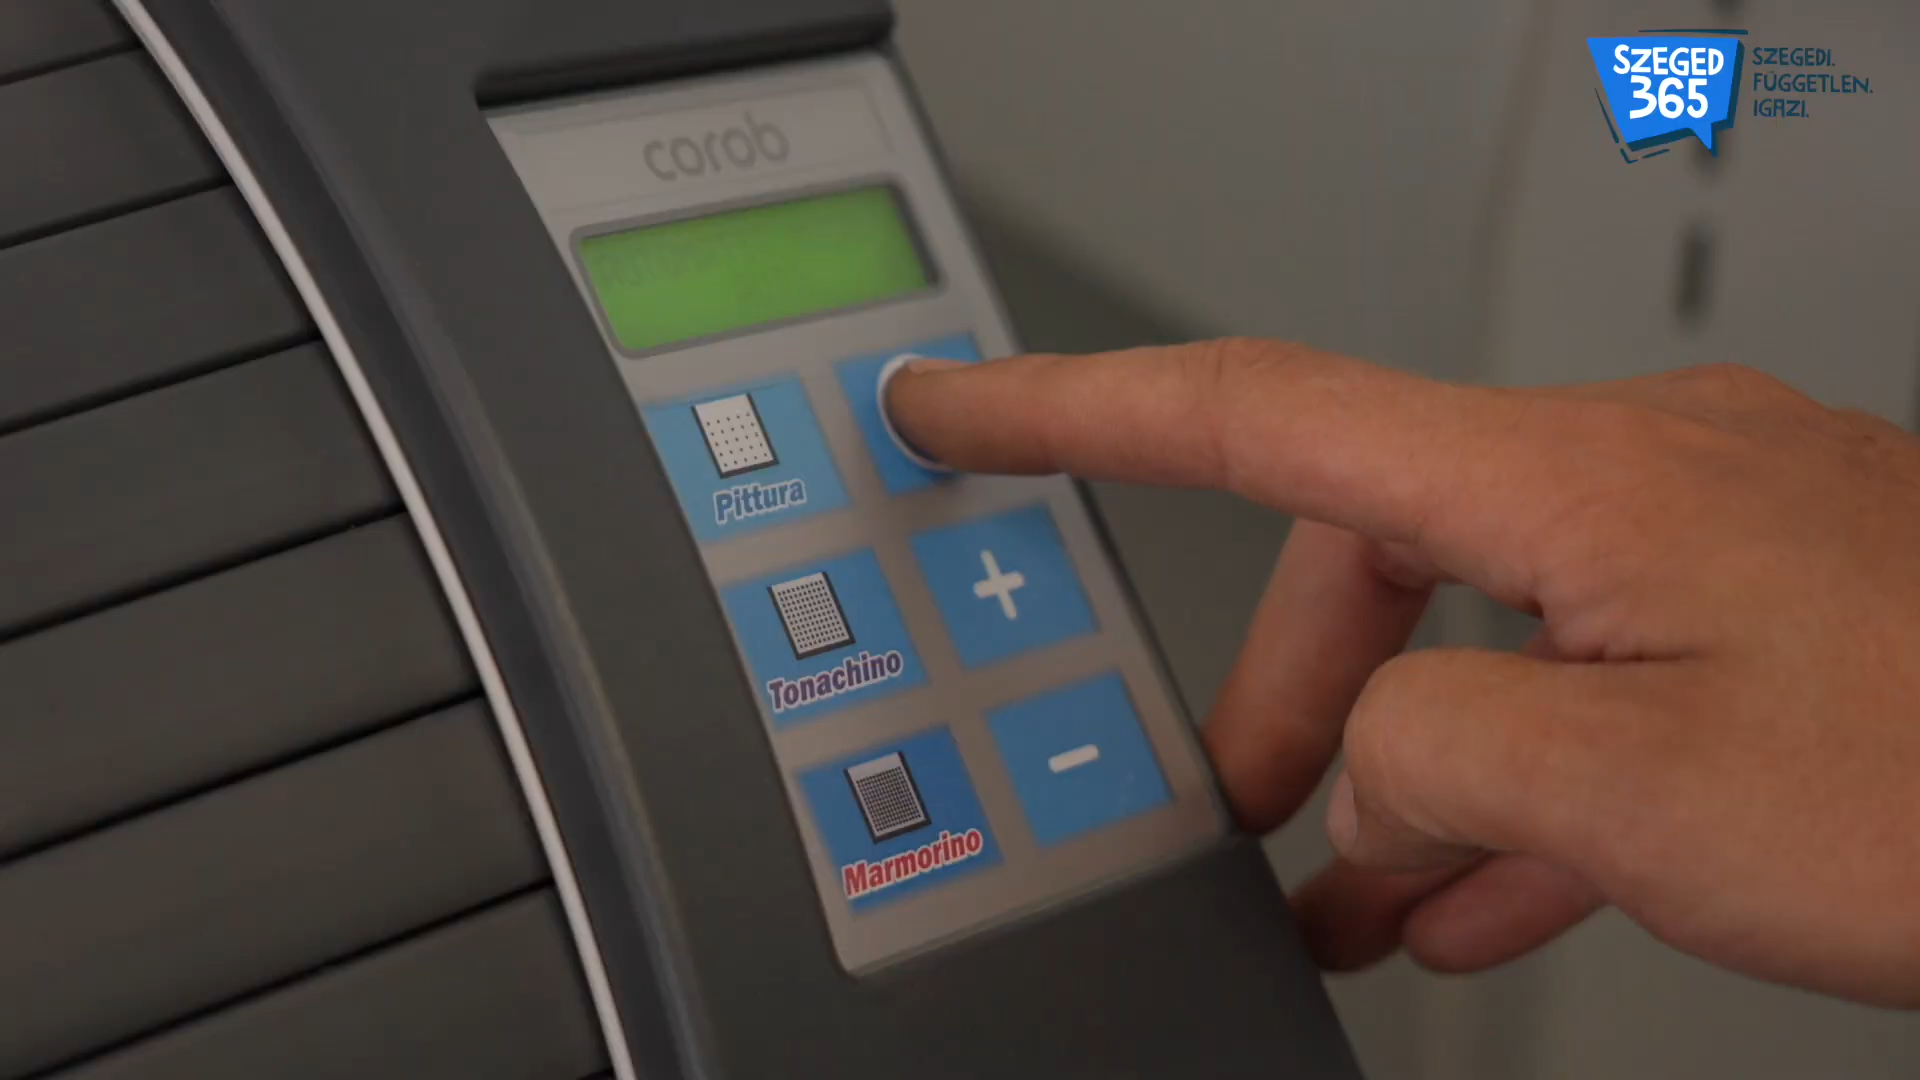 SZEGED
365
SZEGEDI.
FÜGGETLEN.
IGAZI.
corob
Pittura
+
Tonachino
-
Marmorino